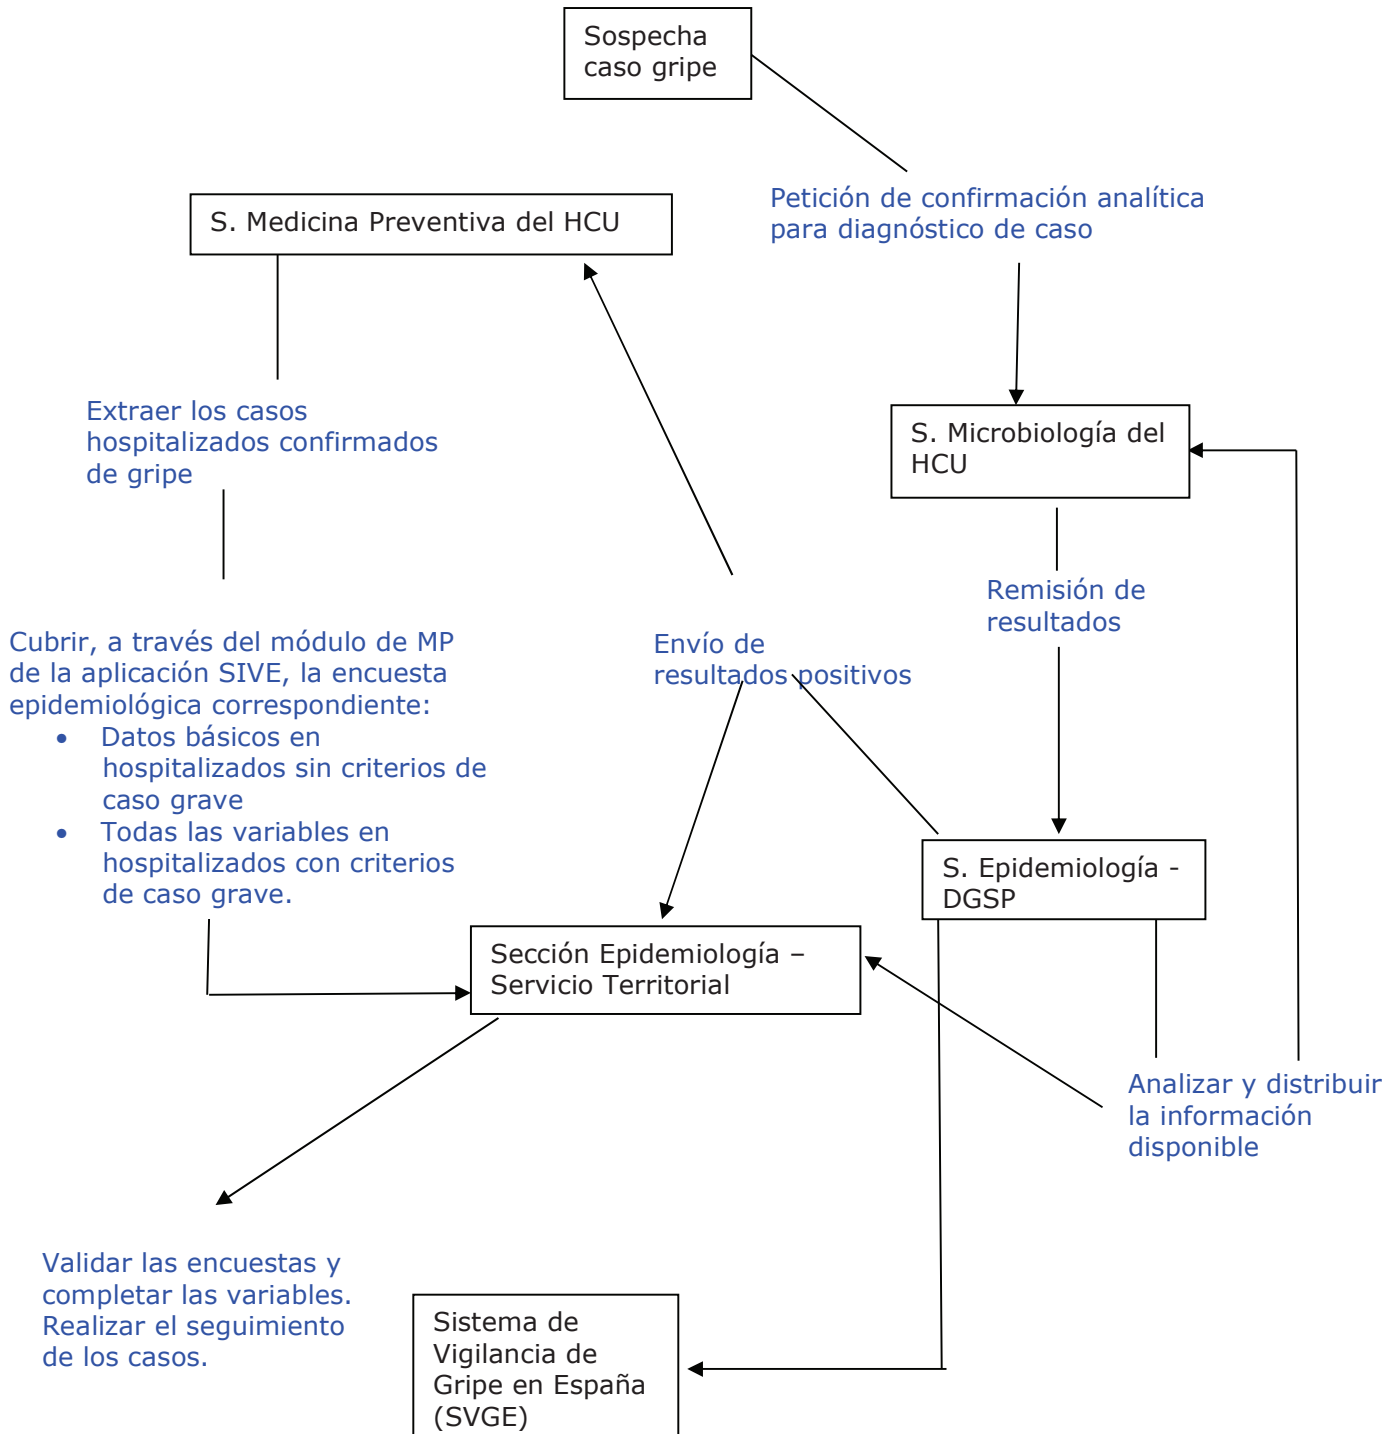 Sospecha
caso gripe
Petición de confirmación analítica
para diagnóstico de caso
S. Medicina Preventiva del HCU
Extraer los casos
hospitalizados confirmados
de gripe
S. Microbiología del
HCU
Remisión de
resultados
Cubrir, a través del módulo de MP
de la aplicación SIVE, la encuesta
epidemiológica correspondiente:
• Datos básicos en
hospitalizados sin criterios de
caso grave
• Todas las variables en
hospitalizados con criterios
de caso grave.
Envío de
resultados positivos
S. Epidemiología -
DGSP
Sección Epidemiología –
Servicio Territorial
Analizar y distribuir
la información
disponible
Validar las encuestas y
completar las variables.
Realizar el seguimiento
de los casos.
Sistema de
Vigilancia de
Gripe en España
(SVGE)